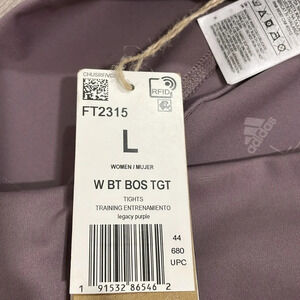 RFID
FT2315
L
WOMEN / MUJER
W BT BOS TGT
TIGHTS
TRAINING ENTRENAMIENTO
legacy purple
44
680
UPC
1 91532 86546 2
adidas